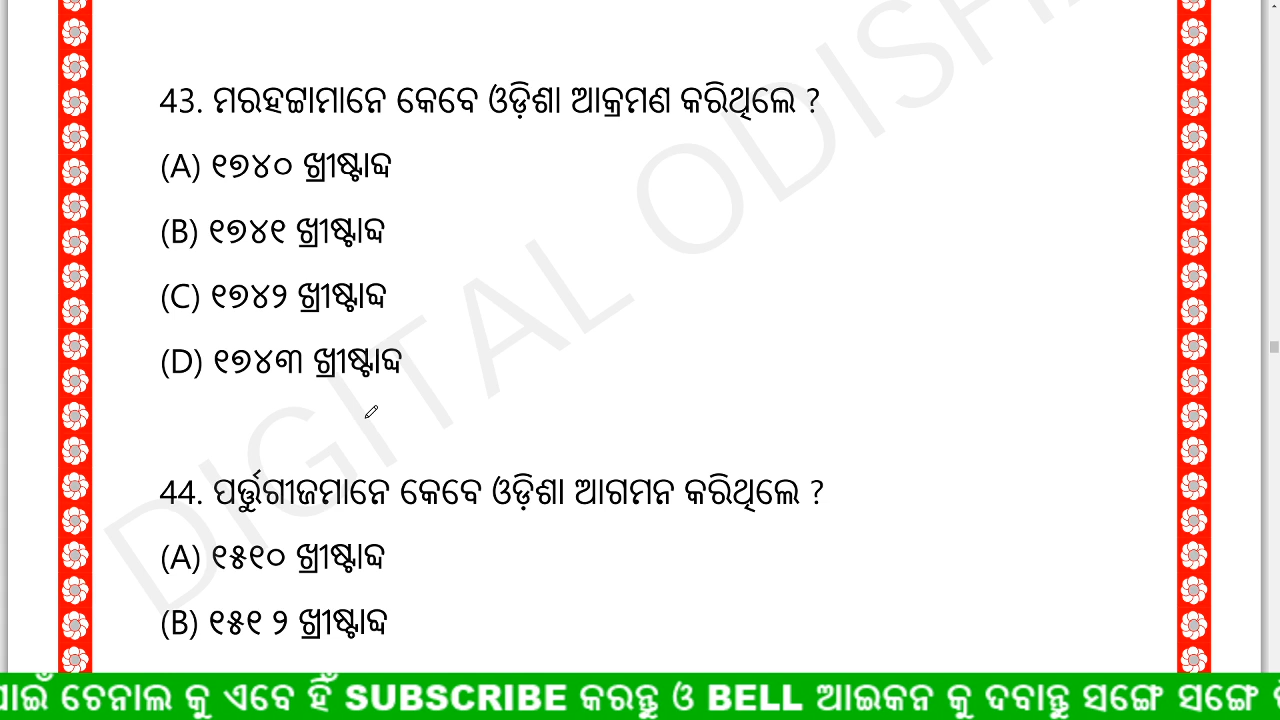 43. ମରହଟ୍ଟାମାନେ କେବେ ଓଡ଼ିଶା ଆକ୍ରମଣ କରିଥିଲେ ?
(A) ୧୭୪୦ ଖ୍ରୀଷ୍ଟାବ୍ଦ
(B) ୧୭୪୧ ଖ୍ରୀଷ୍ଟାବ୍ଦ
(C) ୧୭୪୨ ଖ୍ରୀଷ୍ଟାବ୍ଦ
(D) ୧୭୪୩ ଖ୍ରୀଷ୍ଟାବ୍ଦ
DIGITAL ODISHA
44. ପର୍ତ୍ତୁଗୀଜମାନେ କେବେ ଓଡ଼ିଶା ଆଗମନ କରିଥିଲେ ?
(A) ୧୫୧୦ ଖ୍ରୀଷ୍ଟାବ୍ଦ
(B) ୧୫୧ ୨ ଖ୍ରୀଷ୍ଟାବ୍ଦ
ଚେନାଲ କୁ ଏବେ ହିଁ SUBSCRIBE କରନ୍ତୁ ଓ BELL ଆଇକନ କୁ ଦବାନ୍ତୁ ସଙ୍ଗେ ସଙ୍ଗେ